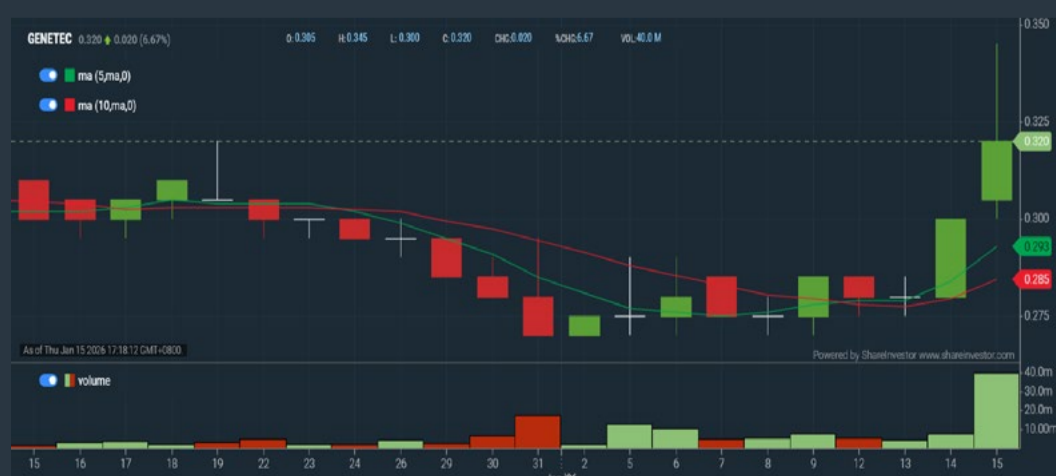 0.350
GENETEC 0.320 0.020 (6.67%) O: 0.305 H: 0.345 L: 0.300 C: 0.320 CHG:0.020 %CHG:6.67 VOL:40.0 M
ma (5,ma,0)
ma (10,ma,0)
0.325
0.320
0.300
0.293
0.285
0.275
As of Thu Jan 15 2026 17:18:12 GMT+0800
Powered by ShareInvestor www.shareinvestor.com
volume
40.0m
30.0m
20.0m
10.00m
15 16 17 18 19 22 23 24 26 29 30 31 2 5 6 7 8 9 12 13 14 15